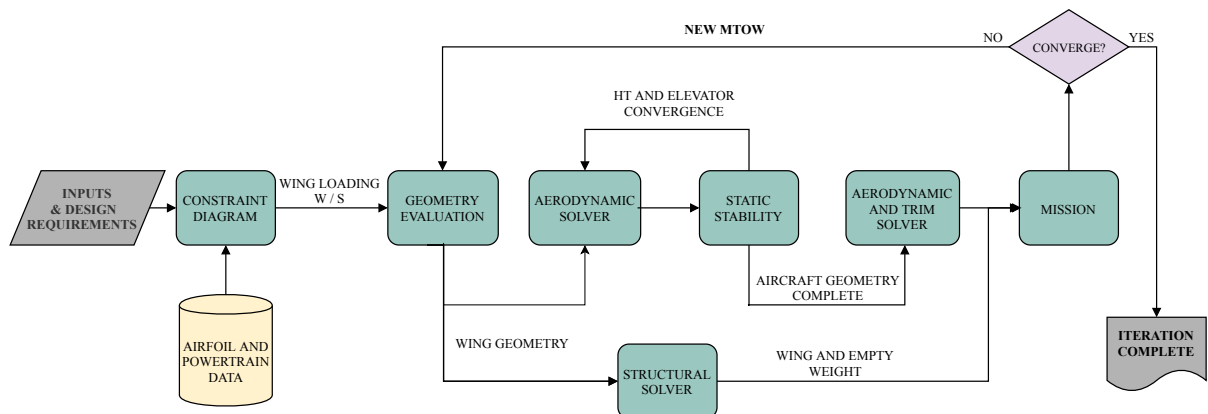 NEW MTOW
NO
CONVERGE?
YES
HT AND ELEVATOR
CONVERGENCE
INPUTS
& DESIGN
REQUIREMENTS
CONSTRAINT
DIAGRAM
WING LOADING
W / S
GEOMETRY
EVALUATION
AERODYNAMIC
SOLVER
STATIC
STABILITY
AERODYNAMIC
AND TRIM
SOLVER
MISSION
AIRCRAFT GEOMETRY
COMPLETE
AIRFOIL AND
POWERTRAIN
DATA
WING GEOMETRY
STRUCTURAL
SOLVER
WING AND EMPTY
WEIGHT
ITERATION
COMPLETE